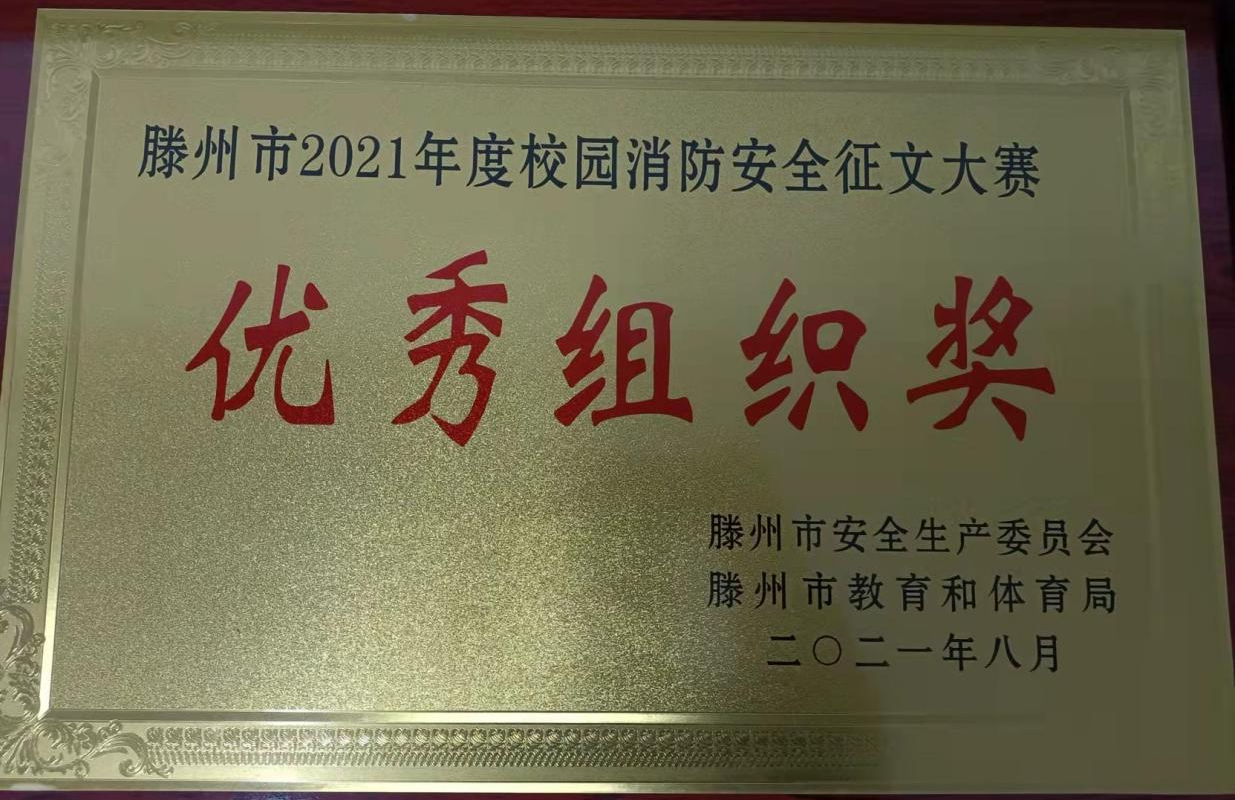 滕州市2021年度校园消防安全征文大赛
优秀组织奖
滕州市安全生产委员会
滕州市教育和体育局
二〇二一年八月